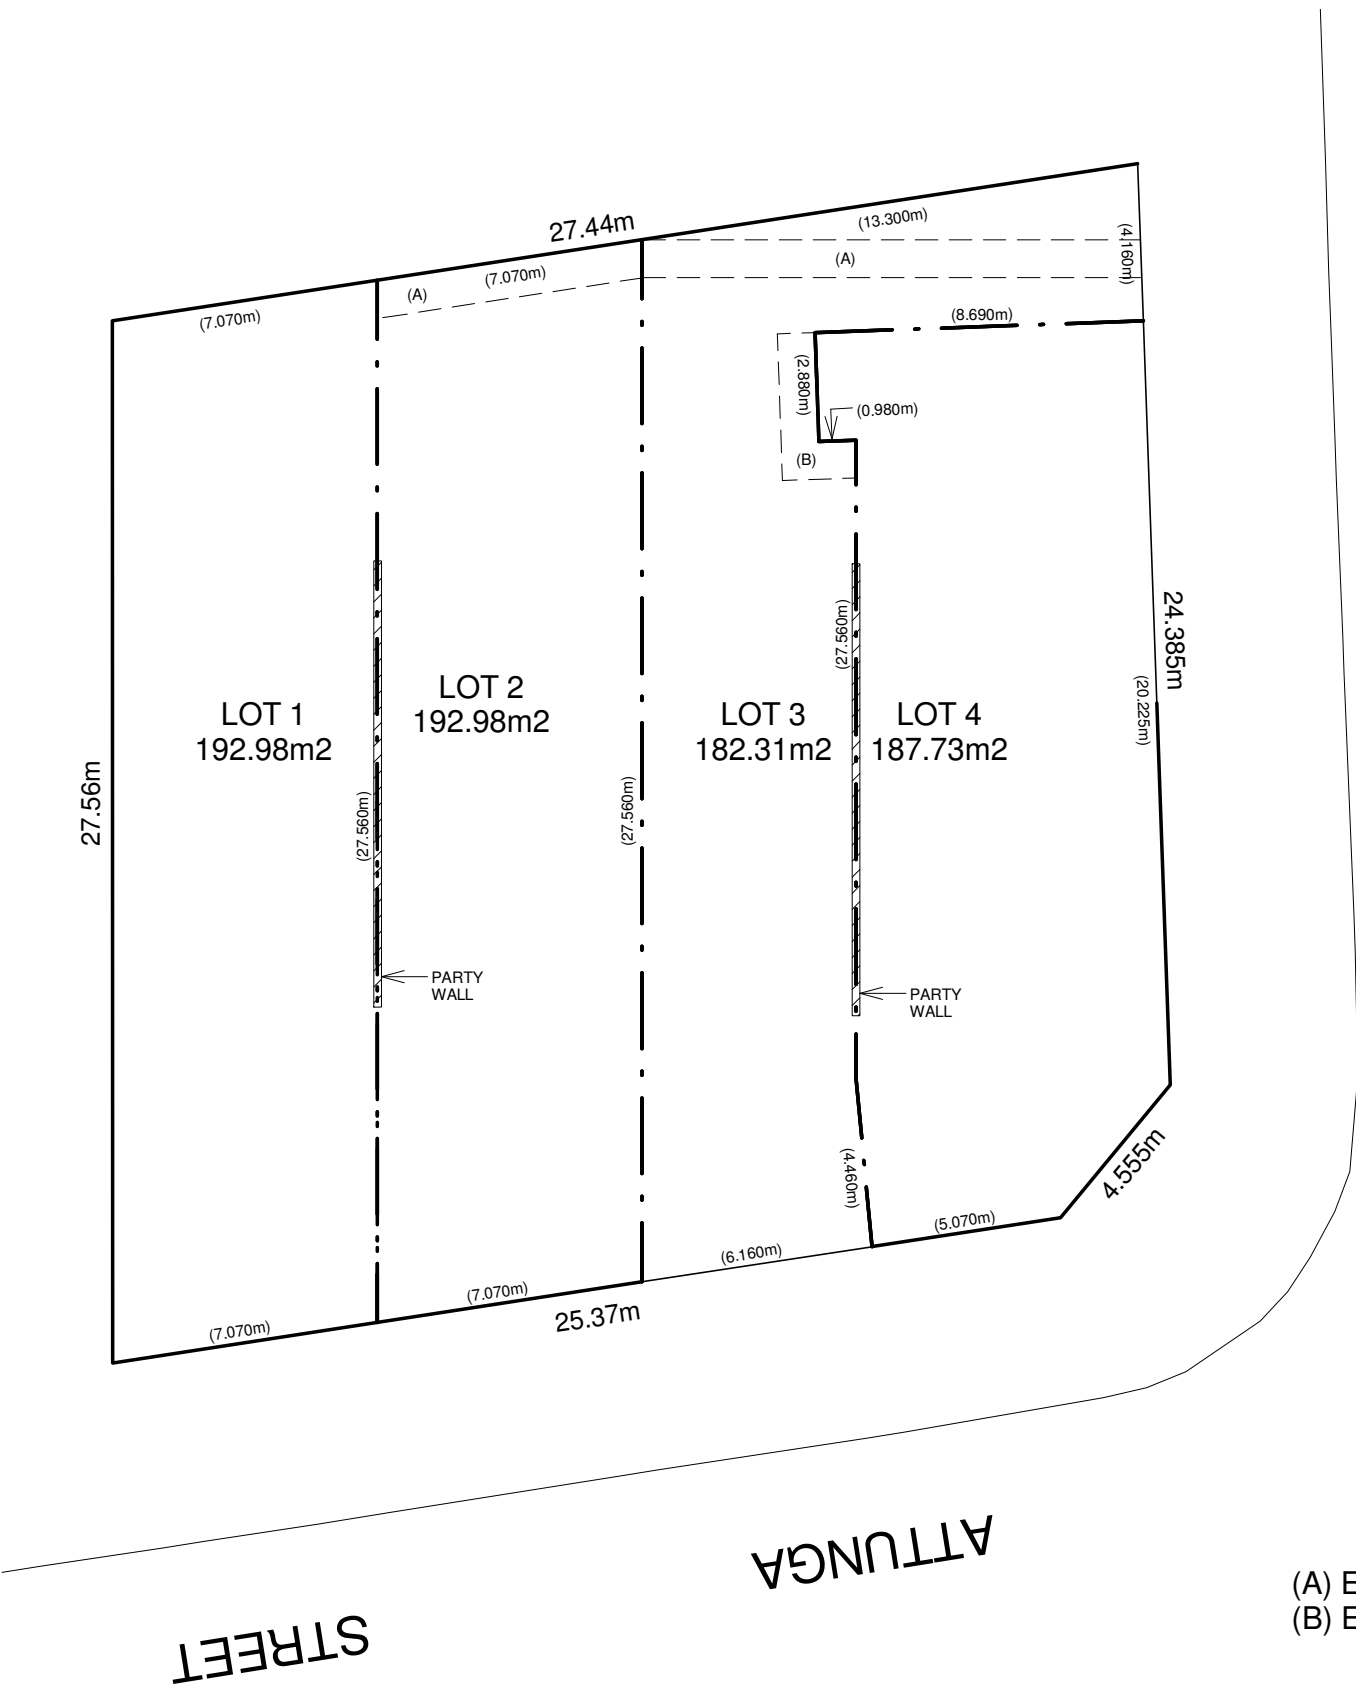 27.44m
(13.300m)
(4.160m)
(A)
(7.070m)
(A)
(7.070m)
(8.690m)
(2.880m)
(0.980m)
(B)
24.385m
(27.560m)
LOT 1
192.98m2
LOT 2
192.98m2
LOT 3
182.31m2
LOT 4
187.73m2
(20.225m)
27.56m
(27.560m)
(27.560m)
PARTY
WALL
PARTY
WALL
4.555m
(4.460m)
(5.070m)
(6.160m)
(7.070m)
25.37m
(7.070m)
ATTUNGA
STREET
(A) E
(B) E